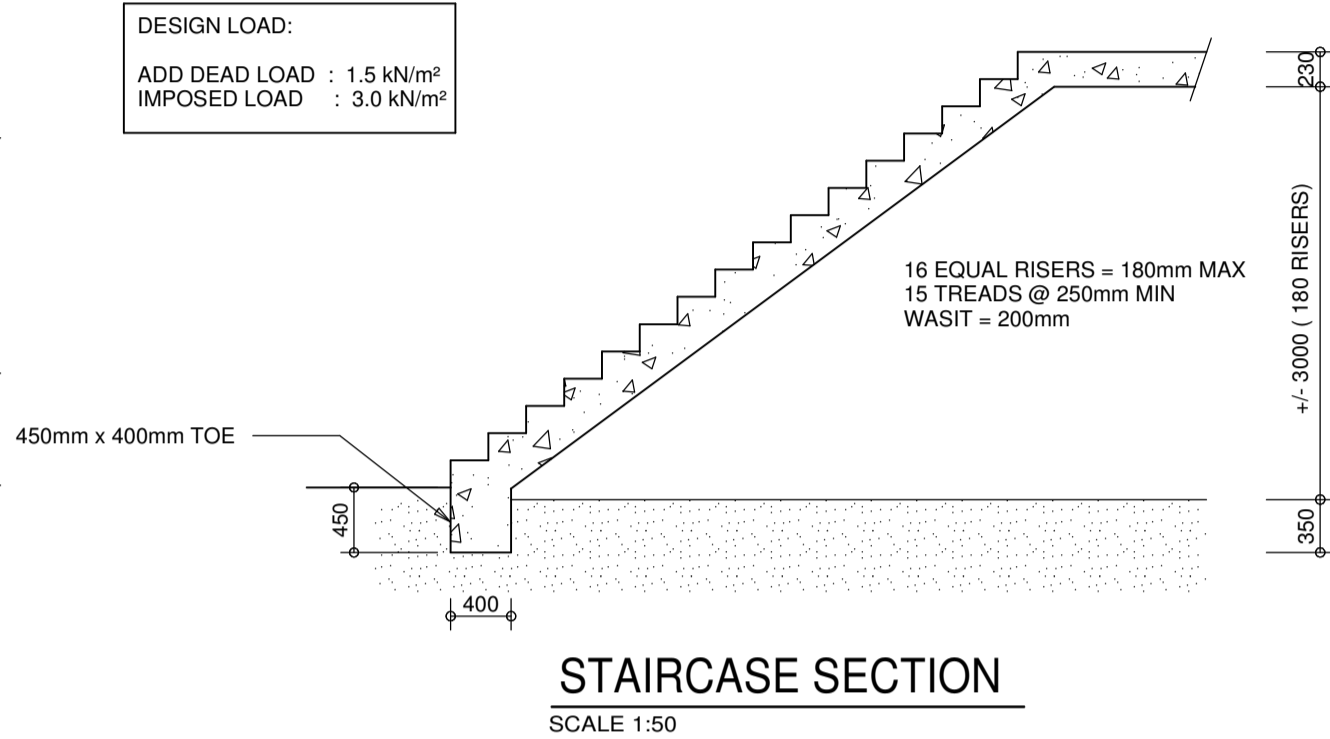 DESIGN LOAD:
ADD DEAD LOAD : 1.5 kN/m²
IMPOSED LOAD : 3.0 kN/m²
230
16 EQUAL RISERS = 180mm MAX
15 TREADS @ 250mm MIN
WASIT = 200mm
+/- 3000 ( 180 RISERS)
450mm x 400mm TOE
450
350
400
STAIRCASE SECTION
SCALE 1:50